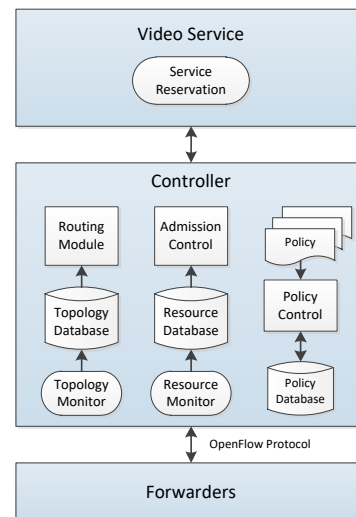 Video Service
Service
Reservation
Controller
Routing
Module
Admission
Control
Policy
Topology
Database
Resource
Database
Policy
Control
Topology
Monitor
Resource
Monitor
Policy
Database
OpenFlow Protocol
Forwarders